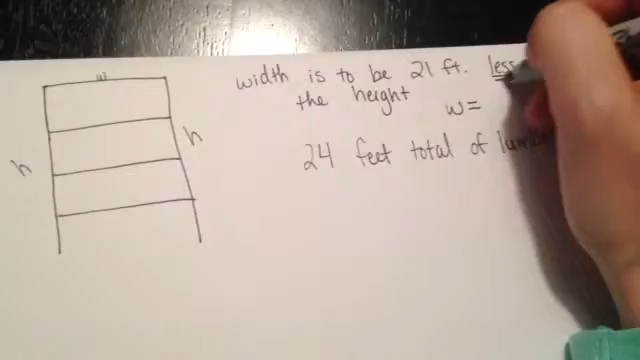 w
h
h
width is to be 21 ft. less
the height
w=
24 feet total of